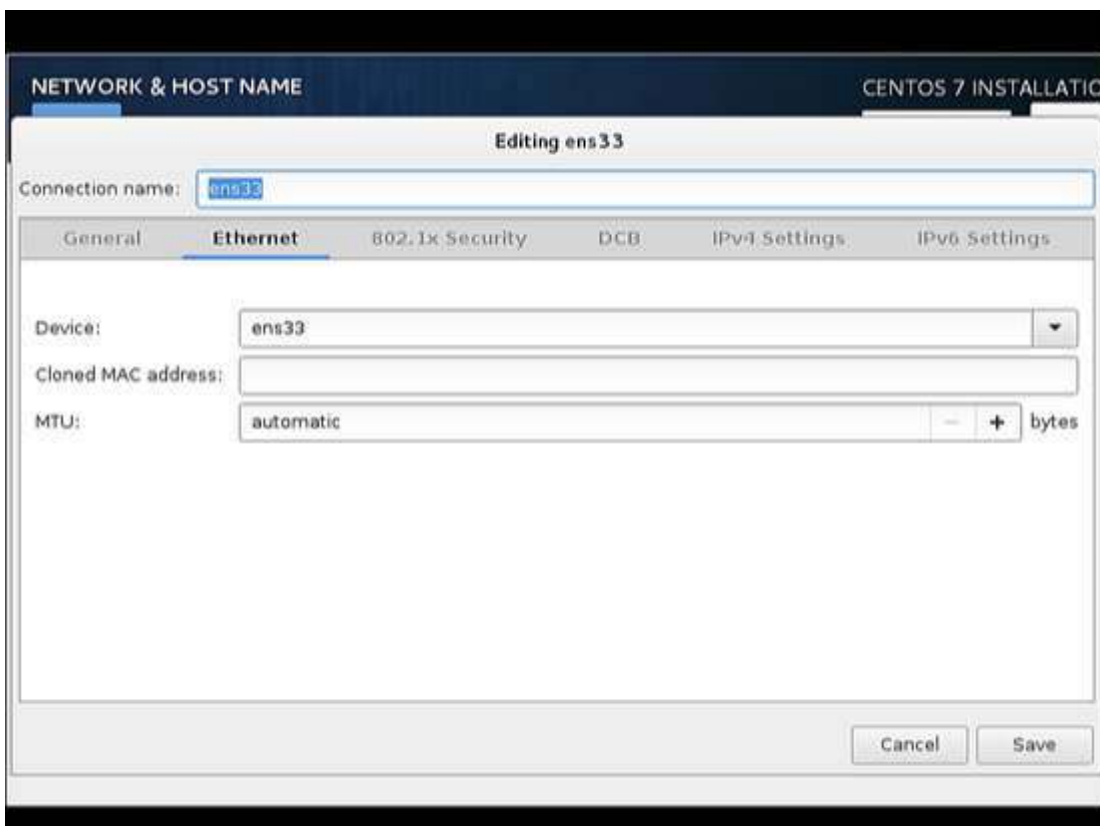 NETWORK & HOST NAME
CENTOS 7 INSTALLATIO
Editing ens33
Connection name: ens33
General Ethernet 802.1x Security DCB IPv4 Settings IPv6 Settings
Device: ens33
Cloned MAC address:
MTU: automatic − + bytes
Cancel Save